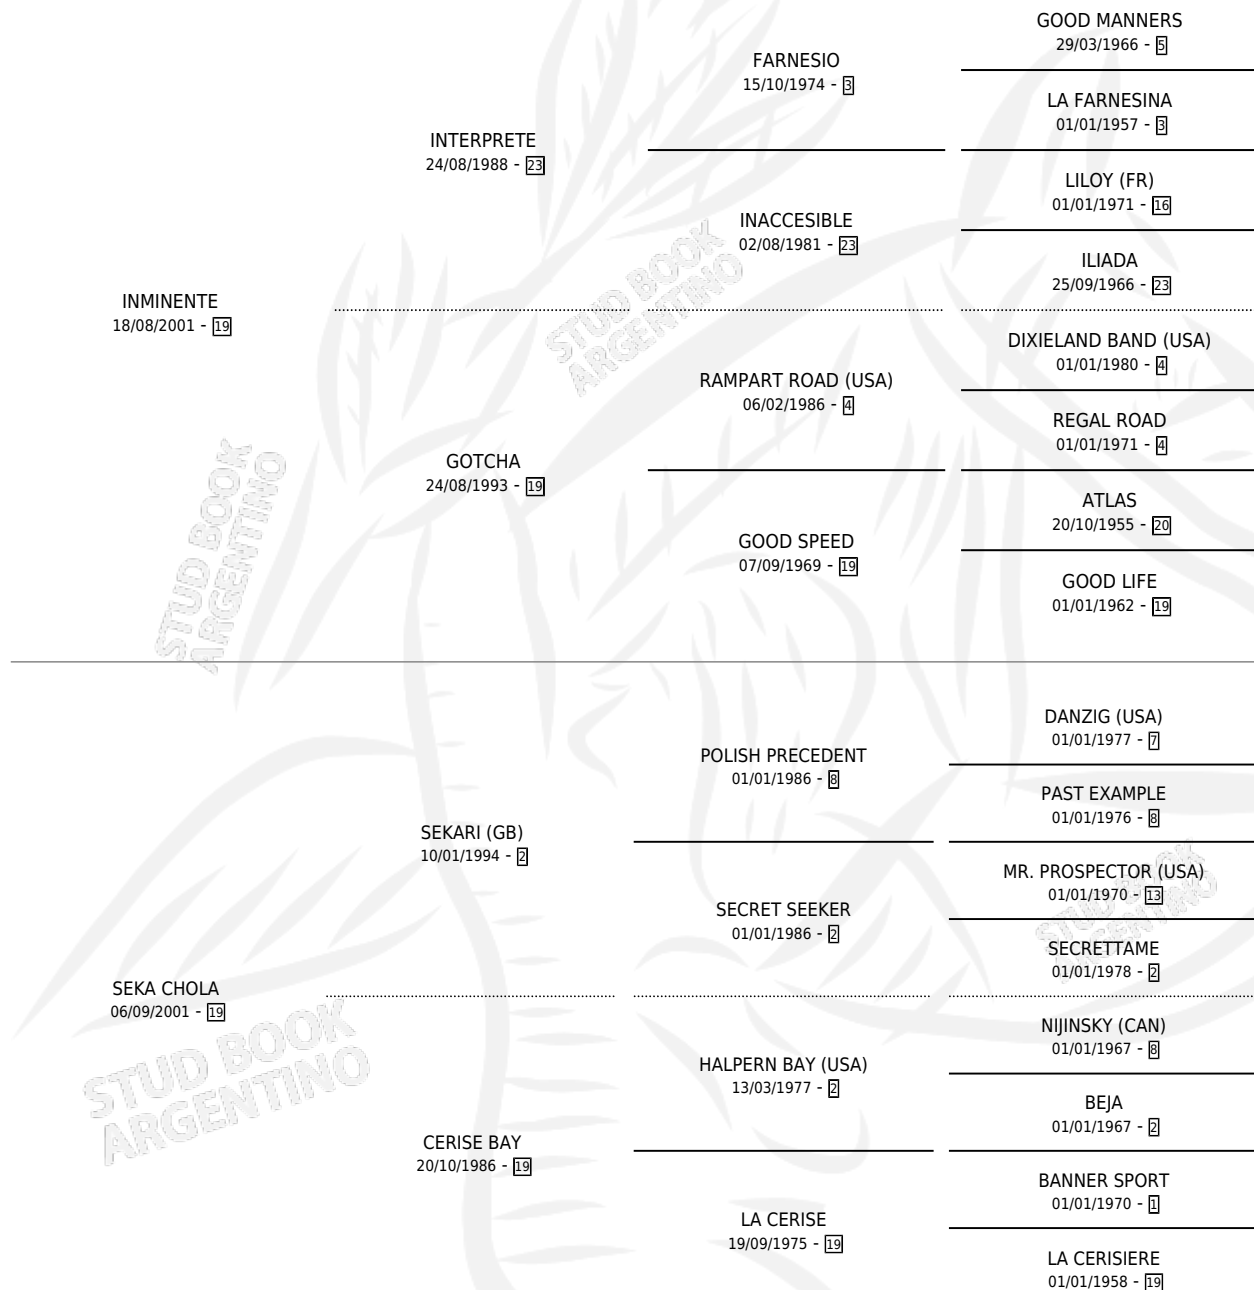 GOOD MANNERS
29/03/1966 - 5
FARNESIO
15/10/1974 - 3
LA FARNESINA
01/01/1957 - 3
INTERPRETE
24/08/1988 - 23
LILOY (FR)
01/01/1971 - 16
INACCESIBLE
02/08/1981 - 23
ILIADA
25/09/1966 - 23
INMINENTE
18/08/2001 - 19
STUD BOOK
ARGENTINO
DIXIELAND BAND (USA)
01/01/1980 - 4
RAMPART ROAD (USA)
06/02/1986 - 4
REGAL ROAD
01/01/1971 - 4
GOTCHA
24/08/1993 - 19
ATLAS
20/10/1955 - 20
GOOD SPEED
07/09/1969 - 19
GOOD LIFE
01/01/1962 - 19
STUD BOOK
ARGENTINO
DANZIG (USA)
01/01/1977 - 7
POLISH PRECEDENT
01/01/1986 - 8
PAST EXAMPLE
01/01/1976 - 8
SEKARI (GB)
10/01/1994 - 2
MR. PROSPECTOR (USA)
01/01/1970 - 13
SECRET SEEKER
01/01/1986 - 2
STUD BOOK
ARGENTINO
SECRETTAME
01/01/1978 - 2
SEKA CHOLA
06/09/2001 - 19
STUD BOOK
ARGENTINO
NIJINSKY (CAN)
01/01/1967 - 8
HALPERN BAY (USA)
13/03/1977 - 2
BEJA
01/01/1967 - 2
CERISE BAY
20/10/1986 - 19
BANNER SPORT
01/01/1970 - 1
LA CERISE
19/09/1975 - 19
LA CERISIERE
01/01/1958 - 19